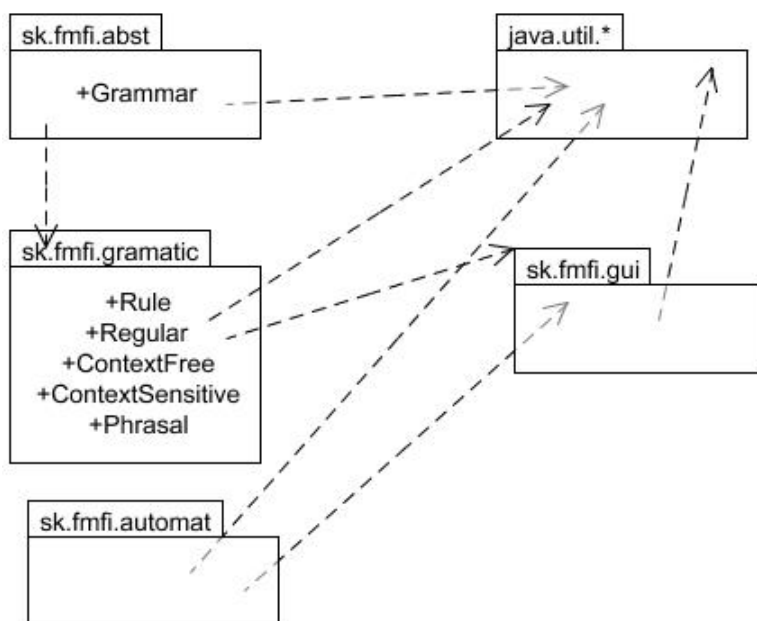 sk.fmfi.abst
+Grammar
java.util.*
sk.fmfi.gramatic
+Rule
+Regular
+ContextFree
+ContextSensitive
+Phrasal
sk.fmfi.gui
sk.fmfi.automat